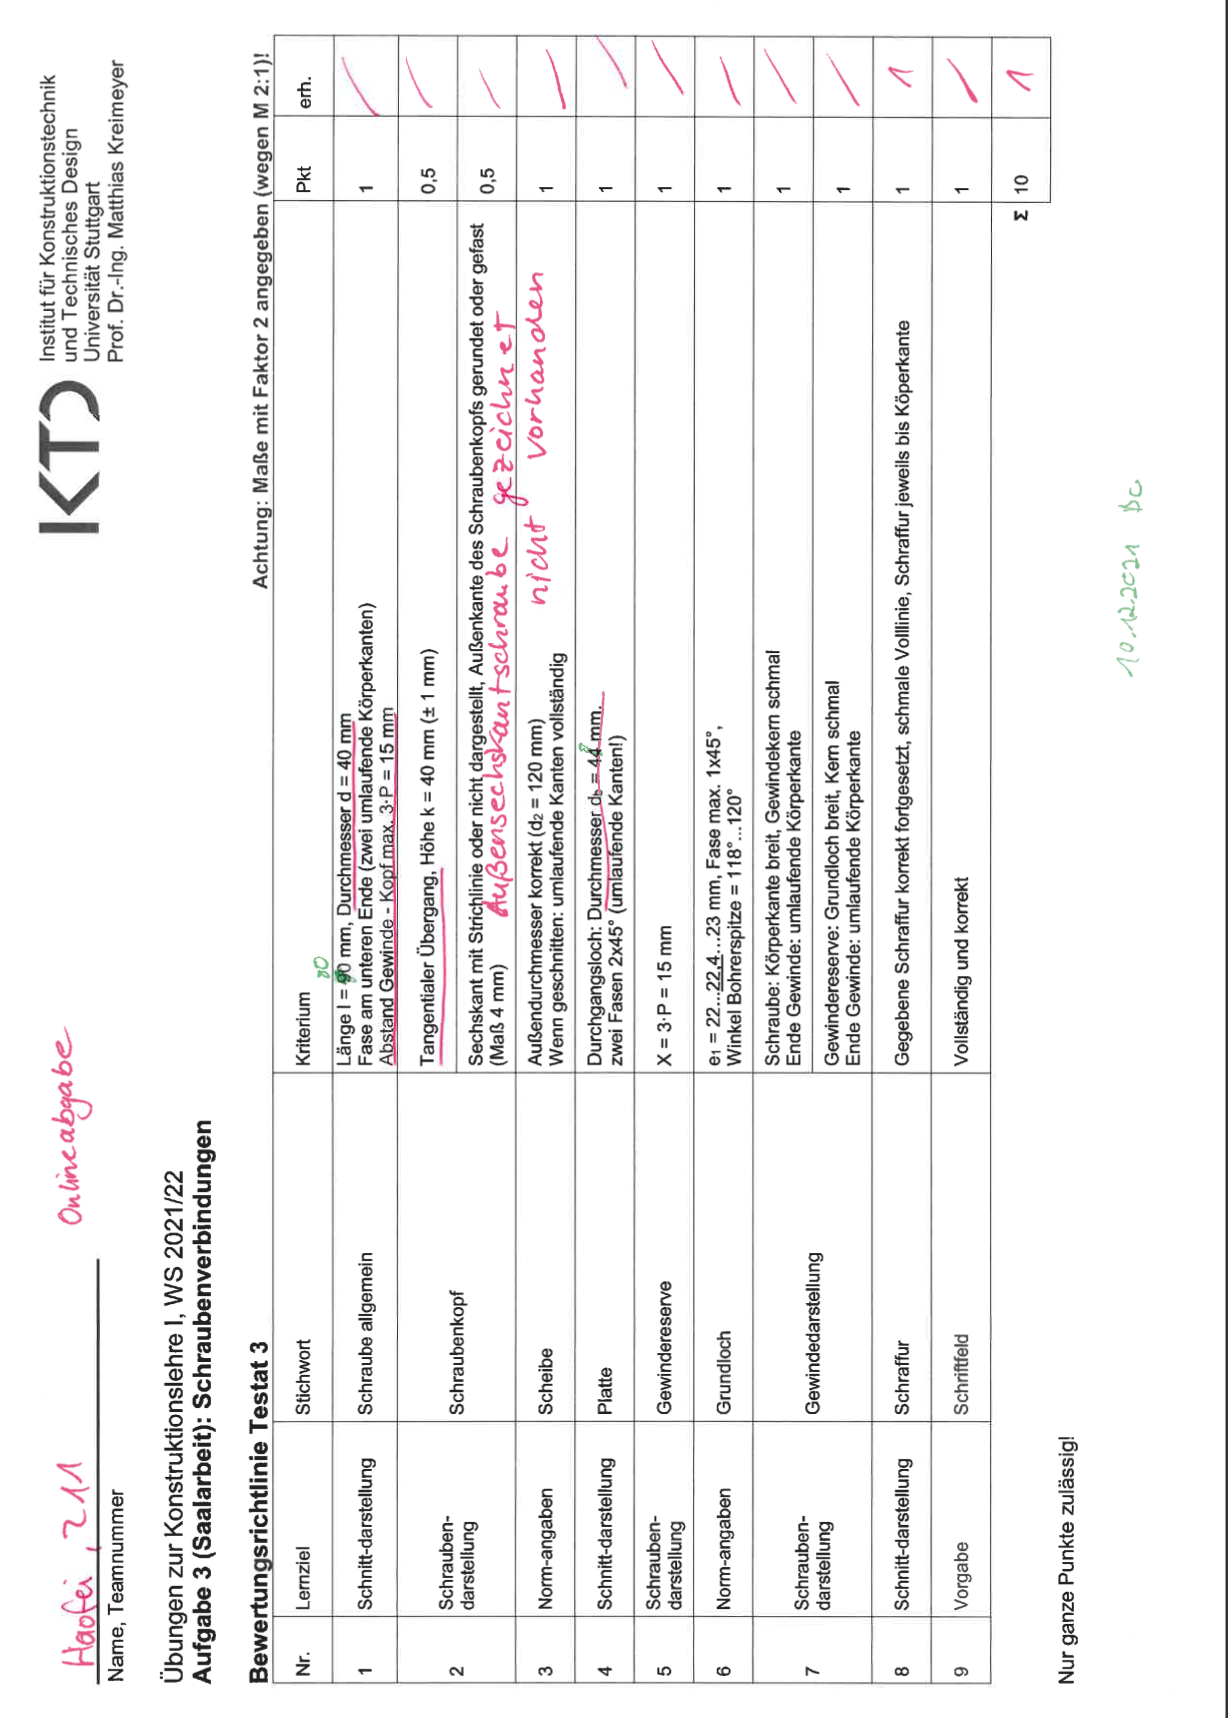 Haofei, 211 Onlineabgabe
Name, Teamnummer
KTD
Institut für Konstruktionstechnik
und Technisches Design
Universität Stuttgart
Prof. Dr.-Ing. Matthias Kreimeyer
Übungen zur Konstruktionslehre I, WS 2021/22
Aufgabe 3 (Saalarbeit): Schraubenverbindungen
Bewertungsrichtlinie Testat 3 Achtung: Maße mit Faktor 2 angegeben (wegen M 2:1)!
Nr. Lernziel Stichwort Kriterium Pkt erh.
80
1 Schnitt-darstellung Schraube allgemein Länge l = 90 mm, Durchmesser d = 40 mm 1 /
Fase am unteren Ende (zwei umlaufende Körperkanten)
Abstand Gewinde - Kopf max. 3·P = 15 mm
2 Schrauben-
darstellung Schraubenkopf Tangentialer Übergang, Höhe k = 40 mm (± 1 mm) 0,5 /
Sechskant mit Strichlinie oder nicht dargestellt, Außenkante des Schraubenkopfs gerundet oder gefast 0,5 /
(Maß 4 mm) Außensechskantschraube gezeichnet
3 Norm-angaben Scheibe Außendurchmesser korrekt (d2 = 120 mm) nicht vorhanden 1 /
Wenn geschnitten: umlaufende Kanten vollständig
4 Schnitt-darstellung Platte Durchgangsloch: Durchmesser dh = 48 mm. 1 /
zwei Fasen 2x45° (umlaufende Kanten!)
5 Schrauben-
darstellung Gewindereserve X = 3·P = 15 mm 1 /
6 Norm-angaben Grundloch e1 = 22...22,4...23 mm, Fase max. 1x45°, 1 /
Winkel Bohrerspitze = 118°...120°
7 Schrauben-
darstellung Gewindedarstellung Schraube: Körperkante breit, Gewindekern schmal 1 /
Ende Gewinde: umlaufende Körperkante
Gewindereserve: Grundloch breit, Kern schmal 1 /
Ende Gewinde: umlaufende Körperkante
8 Schnitt-darstellung Schraffur Gegebene Schraffur korrekt fortgesetzt, schmale Volllinie, Schraffur jeweils bis Köperkante 1 1
9 Vorgabe Schriftfeld Vollständig und korrekt 1 /
Σ 10 1
Nur ganze Punkte zulässig!
10.12.2021 Dc